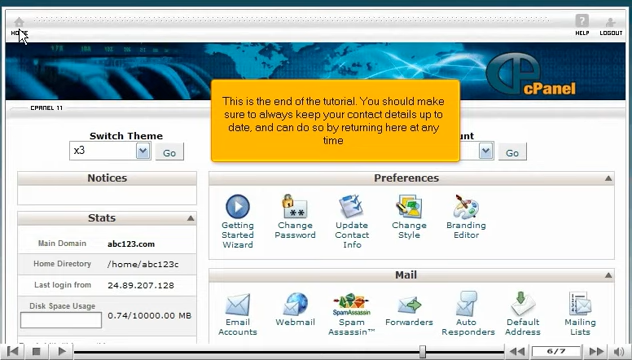 HOME
HELP
LOGOUT
cPanel
CPANEL 11
This is the end of the tutorial. You should make
sure to always keep your contact details up to
date, and can do so by returning here at any
time
Switch Theme
x3
Go
Go
Notices
Stats
Main Domain
abc123.com
Home Directory
/home/abc123c
Last login from
24.89.207.128
Disk Space Usage
0.74/10000.00 MB
Preferences
Getting
Started
Wizard
Change
Password
Update
Contact
Info
Change
Style
Branding
Editor
Mail
Email
Accounts
Webmail
SpamAssassin
Spam
Assassin™
Forwarders
Auto
Responders
Default
Address
Mailing
Lists
6/7